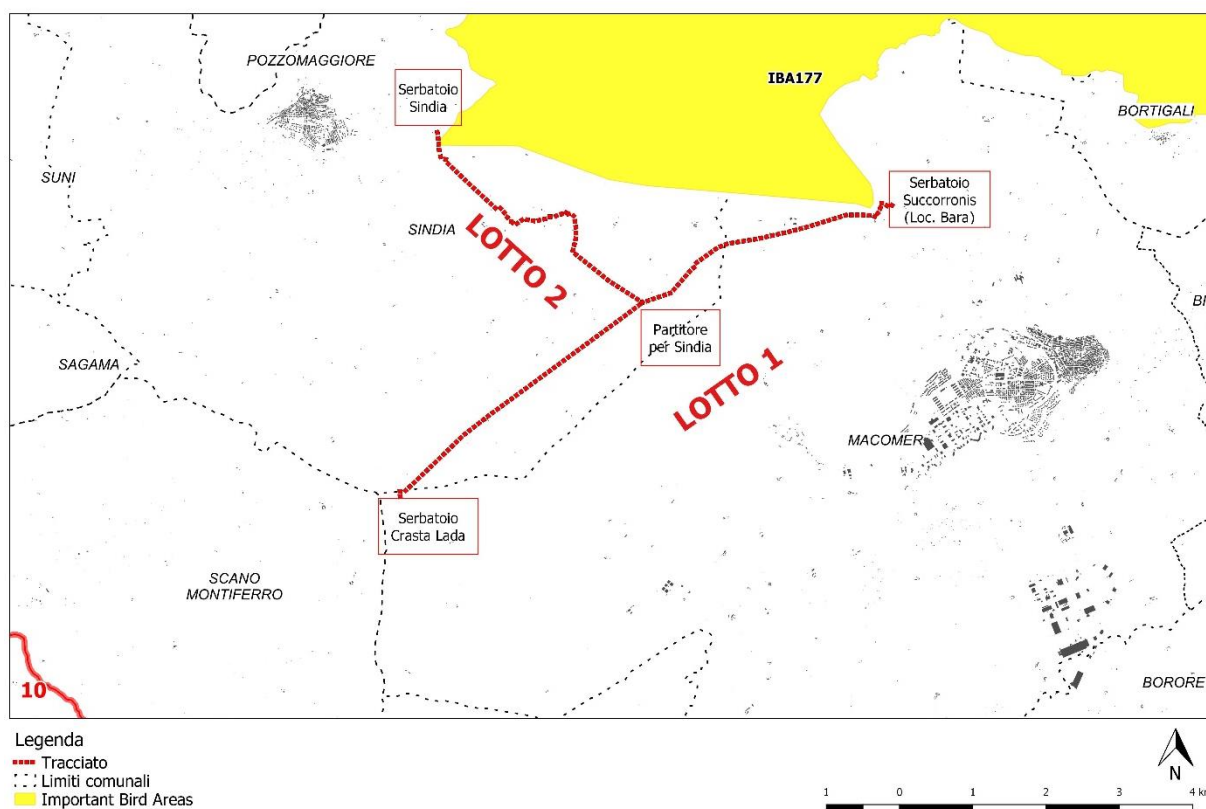 POZZOMAGGIORE
Serbatoio
Sindia
IBA177
BORTIGALI
SUNI
Serbatoio
Succorronis
(Loc. Bara)
SINDIA
LOTTO 2
Partitore
per Sindia
SAGAMA
LOTTO 1
MACOMER
Serbatoio
Crasta Lada
SCANO
MONTIFERRO
10
BORORE
Legenda
Tracciato
Limiti comunali
Important Bird Areas
N
1 0 1 2 3 4 km